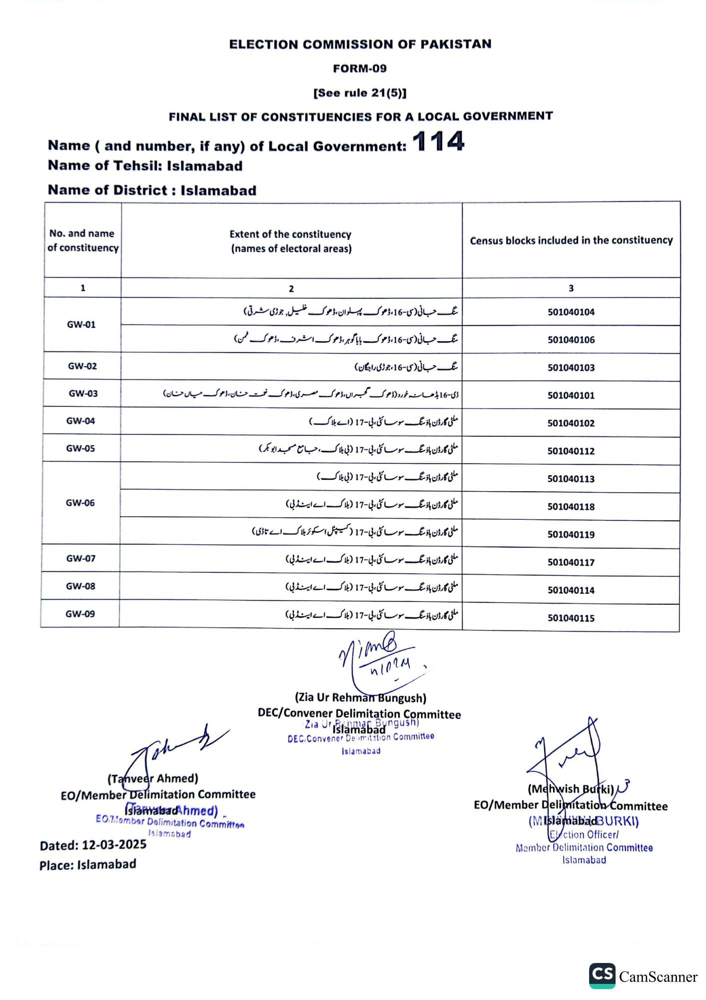 ELECTION COMMISSION OF PAKISTAN
FORM-09
[See rule 21(5)]
FINAL LIST OF CONSTITUENCIES FOR A LOCAL GOVERNMENT
Name ( and number, if any) of Local Government: 114
Name of Tehsil: Islamabad
Name of District : Islamabad
No. and name of constituency
Extent of the constituency
(names of electoral areas)
Census blocks included in the constituency
1 2 3
GW-01
سنگ جانی(سی-16،ڈھوک پہلوان،ڈھوک خلیل, جوڑی شرقی) 501040104
سنگ جانی(سی-16،ڈھوک باباگوہر،ڈھوک اشرف،ڈھوک ثمن) 501040106
GW-02 سنگ جانی(سی-16،جوڑی راجگان) 501040103
GW-03 ڈی-16بڈھانہ خورد(ڈھوک گجراں،ڈھوک مصری،ڈھوک نعمت خان،ڈھوک میاں خان) 501040101
GW-04 ملٹی گارڈن ہاؤسنگ سوسائٹی،بی-17 (اے بلاک) 501040102
GW-05 ملٹی گارڈن ہاؤسنگ سوسائٹی،بی-17 (بی بلاک،جامع مسجد ابوبکر) 501040112
GW-06
ملٹی گارڈن ہاؤسنگ سوسائٹی،بی-17 (بی بلاک) 501040113
ملٹی گارڈن ہاؤسنگ سوسائٹی،بی-17 (بلاک اے اینڈ بی) 501040118
ملٹی گارڈن ہاؤسنگ سوسائٹی،بی-17 (کیپٹل اسکوئر بلاک اے تا ڈی) 501040119
GW-07 ملٹی گارڈن ہاؤسنگ سوسائٹی،بی-17 (بلاک اے اینڈ بی) 501040117
GW-08 ملٹی گارڈن ہاؤسنگ سوسائٹی،بی-17 (بلاک اے اینڈ بی) 501040114
GW-09 ملٹی گارڈن ہاؤسنگ سوسائٹی،بی-17 (بلاک اے اینڈ بی) 501040115
(Zia Ur Rehman Bungush)
DEC/Convener Delimitation Committee
Islamabad
Zia Ur Rehman Bungush)
DEC/Convener Delimitation Committee
Islamabad
(Tanveer Ahmed)
EO/Member Delimitation Committee
Islamabad
(Tanveer Ahmed)
EO/Member Delimitation Committee
Islamabad
(Mehwish Burki)
EO/Member Delimitation Committee
Islamabad
BURKI)
Election Officer/
Member Delimitation Committee
Islamabad
Dated: 12-03-2025
Place: Islamabad
CS CamScanner